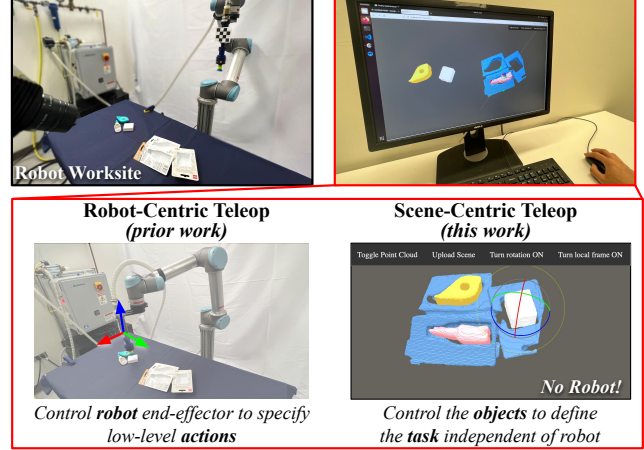 Robot Worksite
Robot-Centric Teleop
(prior work)
Scene-Centric Teleop
(this work)
Toggle Point Cloud Upload Scene Turn rotation ON Turn local frame ON
No Robot!
Control robot end-effector to specify
low-level actions
Control the objects to define
the task independent of robot